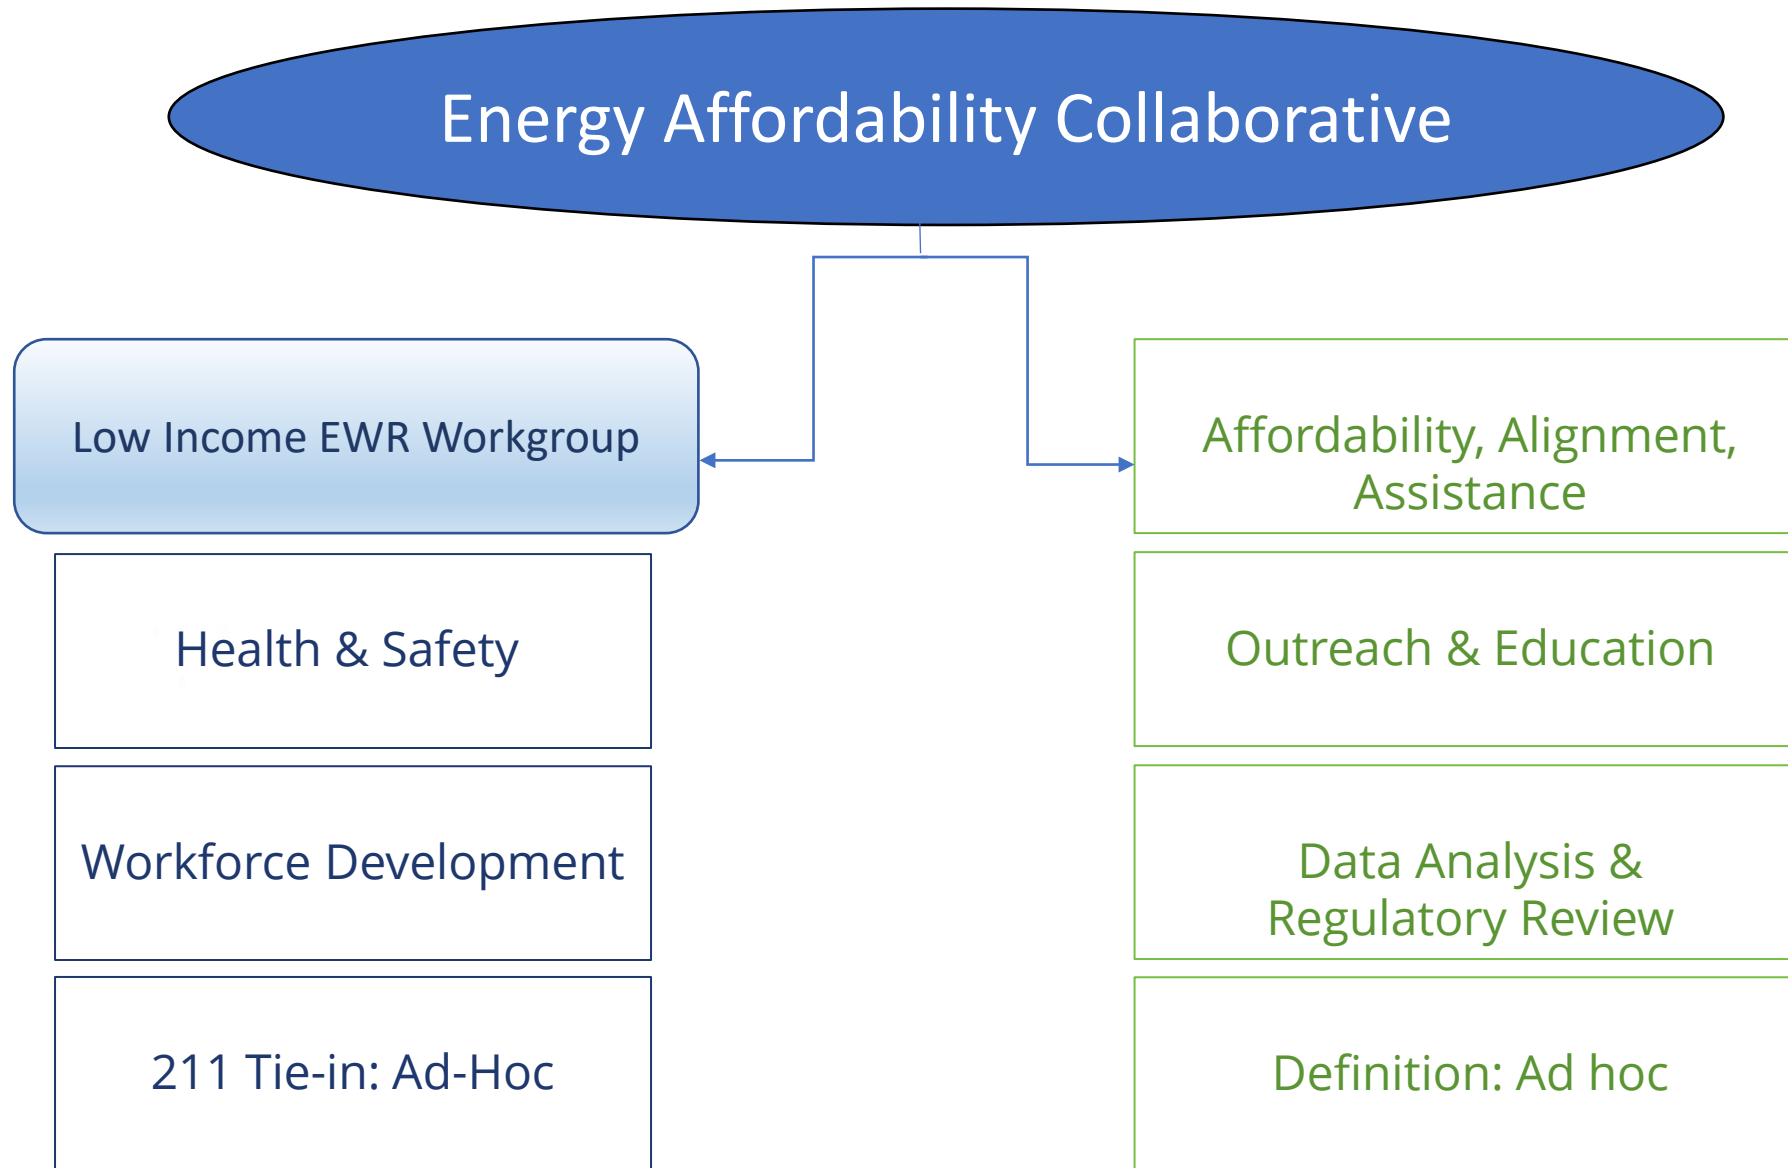 Energy Affordability Collaborative
Low Income EWR Workgroup
Health & Safety
Workforce Development
211 Tie-in: Ad-Hoc
Affordability, Alignment,
Assistance
Outreach & Education
Data Analysis &
Regulatory Review
Definition: Ad hoc